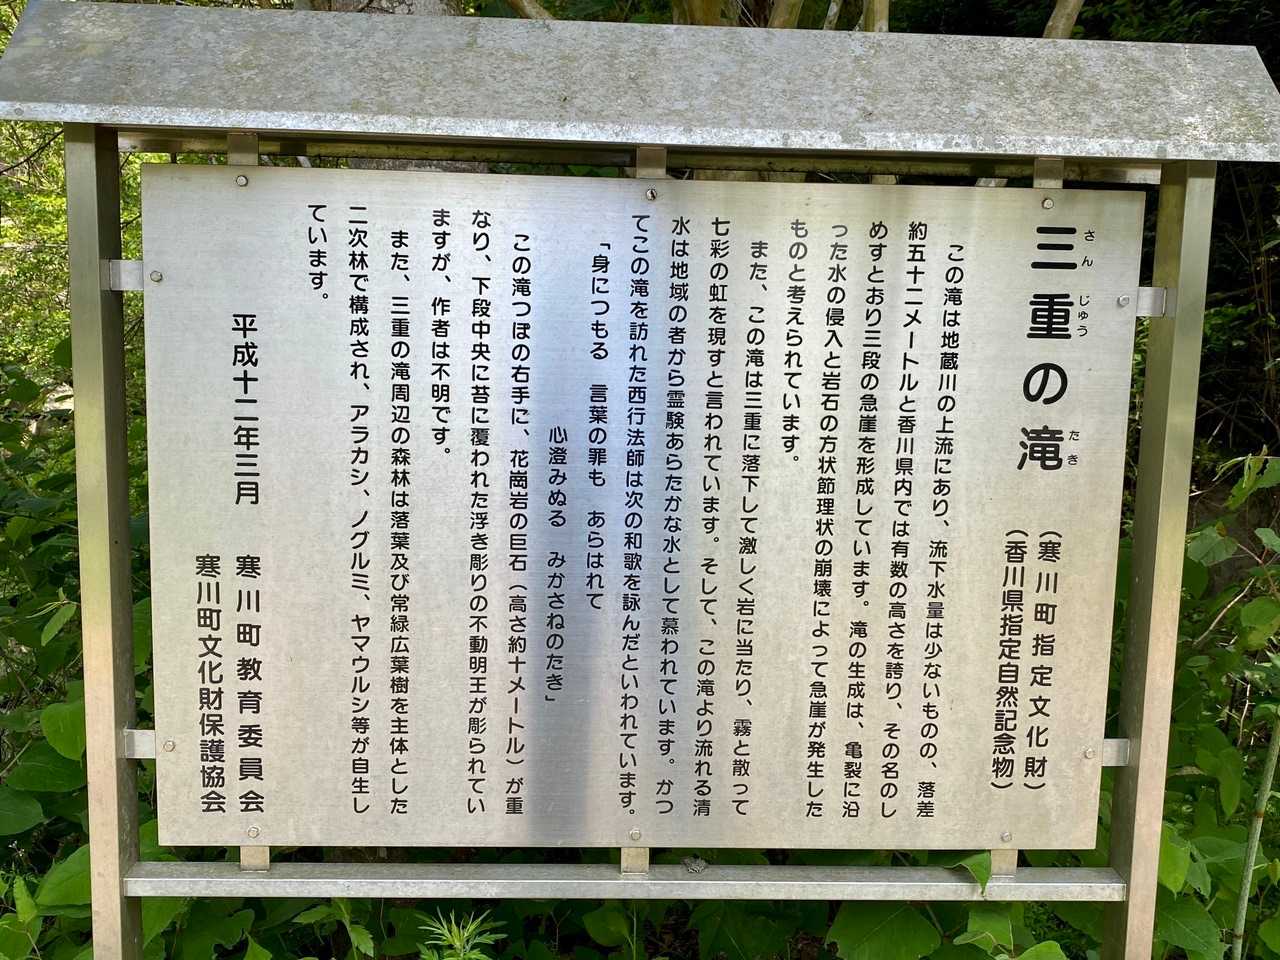 三重の滝
さん じゅう たき
（寒川町指定文化財）
（香川県指定自然記念物）
この滝は地蔵川の上流にあり、流下水量は少ないものの、落差
約五十二メートルと香川県内では有数の高さを誇り、その名のし
めすとおり三段の急崖を形成しています。滝の生成は、亀裂に沿
った水の侵入と岩石の方状節理状の崩壊によって急崖が発生した
ものと考えられています。
また、この滝は三重に落下して激しく岩に当たり、霧と散って
七彩の虹を現すと言われています。そして、この滝より流れる清
水は地域の者から霊験あらたかな水として慕われています。かつ
てこの滝を訪れた西行法師は次の和歌を詠んだといわれています。
「身につもる 言葉の罪も あらはれて
心澄みぬる みかさねのたき」
この滝つぼの右手に、花崗岩の巨石（高さ約十メートル）が重
なり、下段中央に苔に覆われた浮き彫りの不動明王が彫られてい
ますが、作者は不明です。
また、三重の滝周辺の森林は落葉及び常緑広葉樹を主体とした
二次林で構成され、アラカシ、ノグルミ、ヤマウルシ等が自生し
ています。
平成十二年三月 寒川町教育委員会
寒川町文化財保護協会